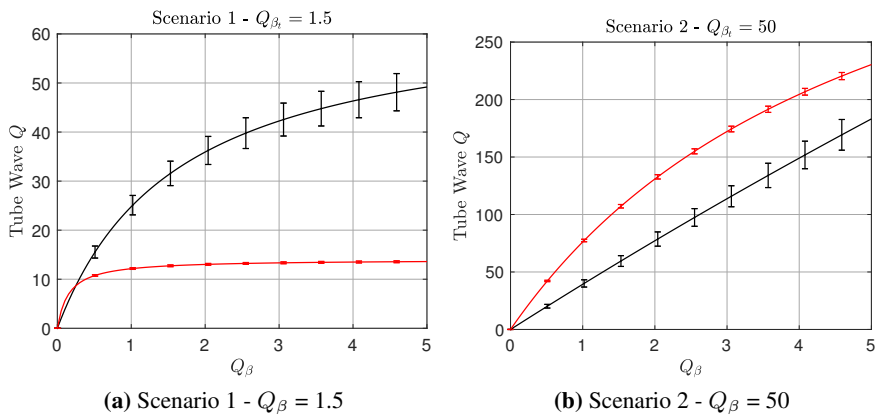 Scenario 1 - Q_{β_t} = 1.5
60
50
40
30
20
10
0
Tube Wave Q
0 1 2 3 4 5
Q_β
(a) Scenario 1 - Q_β = 1.5
Scenario 2 - Q_{β_t} = 50
250
200
150
100
50
0
Tube Wave Q
0 1 2 3 4 5
Q_β
(b) Scenario 2 - Q_β = 50